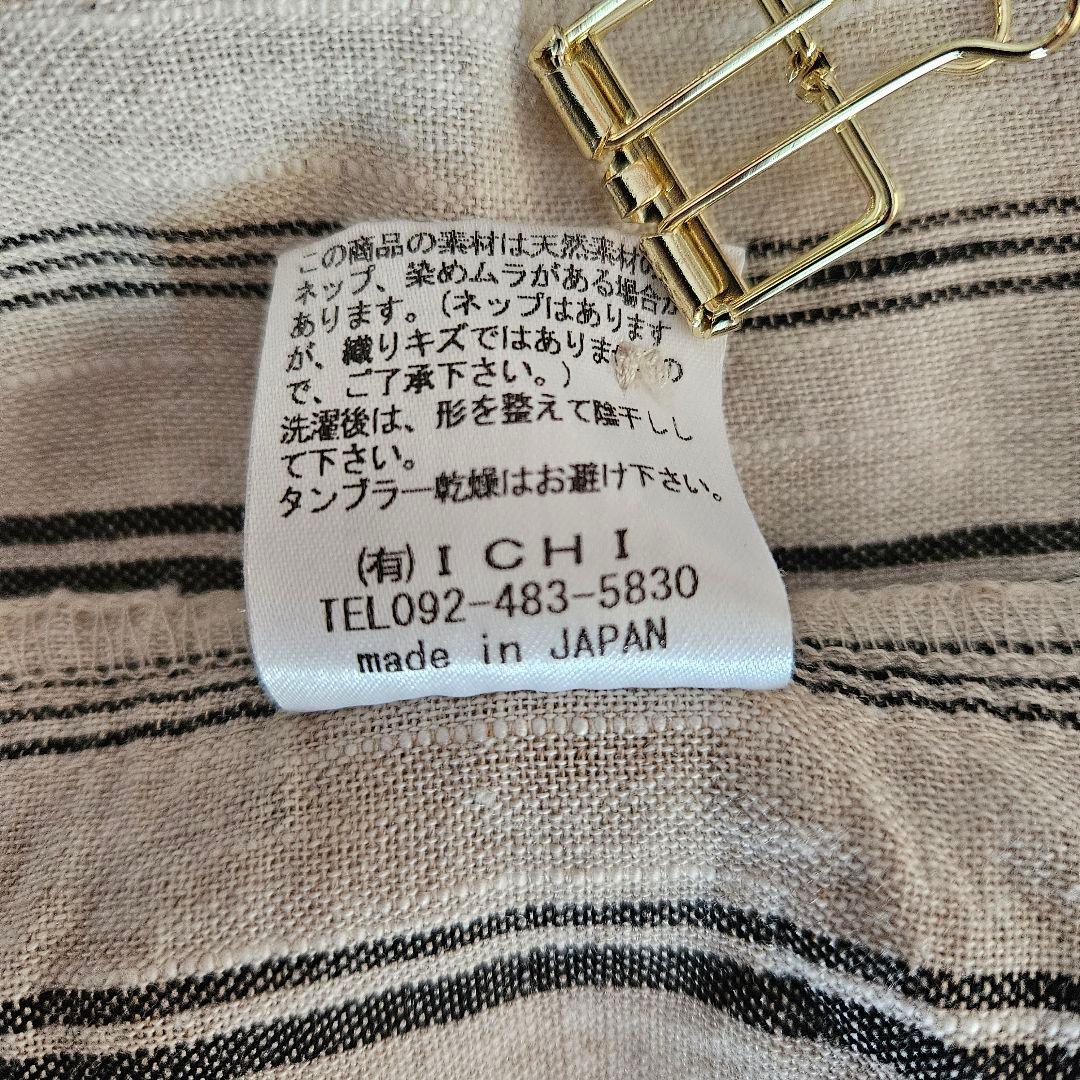 この商品の素材は天然素材の
ネップ、染めムラがある場合が
あります。(ネップはあります
が、織りキズではありま の
で、ご了承下さい。)
洗濯後は、形を整えて陰干しし
て下さい。
タンブラー乾燥はお避け下さい。
(有) I C H I
TEL092-483-5830
made in JAPAN